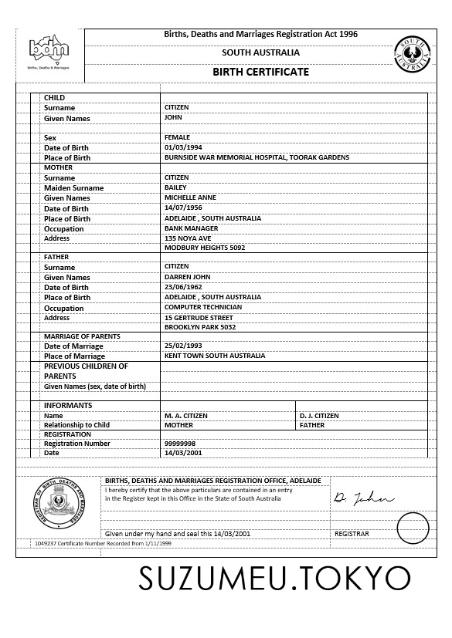 Births, Deaths and Marriages Registration Act 1996
SOUTH AUSTRALIA
BIRTH CERTIFICATE
bdm
Births, Deaths & Marriages
CHILD
Surname CITIZEN
Given Names JOHN
Sex FEMALE
Date of Birth 01/03/1994
Place of Birth BURNSIDE WAR MEMORIAL HOSPITAL, TOORAK GARDENS
MOTHER
Surname CITIZEN
Maiden Surname BAILEY
Given Names MICHELLE ANNE
Date of Birth 14/07/1956
Place of Birth ADELAIDE , SOUTH AUSTRALIA
Occupation BANK MANAGER
Address 135 NOYA AVE
MODBURY HEIGHTS 5092
FATHER
Surname CITIZEN
Given Names DARREN JOHN
Date of Birth 23/06/1962
Place of Birth ADELAIDE , SOUTH AUSTRALIA
Occupation COMPUTER TECHNICIAN
Address 15 GERTRUDE STREET
BROOKLYN PARK 5032
MARRIAGE OF PARENTS
Date of Marriage 25/02/1993
Place of Marriage KENT TOWN SOUTH AUSTRALIA
PREVIOUS CHILDREN OF
PARENTS
Given Names (sex, date of birth)
INFORMANTS
Name M. A. CITIZEN D. J. CITIZEN
Relationship to Child MOTHER FATHER
REGISTRATION
Registration Number 99999998
Date 14/03/2001
BIRTHS, DEATHS AND MARRIAGES REGISTRATION OFFICE, ADELAIDE
I hereby certify that the above particulars are contained in an entry
in the Register kept in this Office in the State of South Australia
D. John
Given under my hand and seal this 14/03/2001 REGISTRAR
1049237 Certificate Number Recorded from 1/11/1999
SUZUMEU.TOKYO